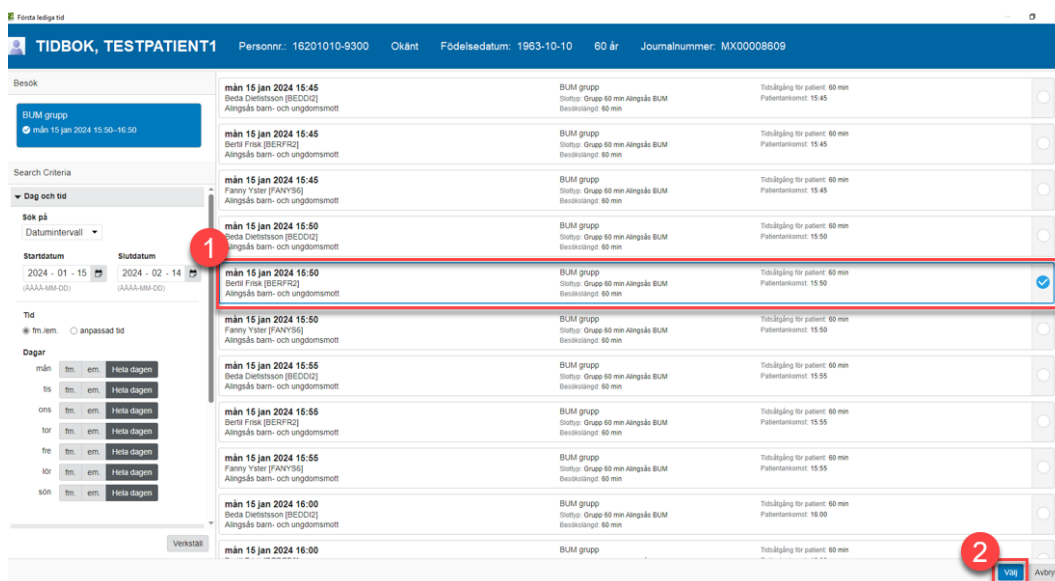 Första lediga tid
TIDBOK, TESTPATIENT1 Personnr.: 16201010-9300 Okänt Födelsedatum: 1963-10-10 60 år Journalnummer: MX00008609
Besök
BUM grupp
mån 15 jan 2024 15:50–16:50
Search Criteria
Dag och tid
Sök på
Datumintervall
Startdatum Slutdatum
2024 - 01 - 15 2024 - 02 - 14
(ÅÅÅÅ-MM-DD) (ÅÅÅÅ-MM-DD)
Tid
fm./em. anpassad tid
Dagar
mån fm. em. Hela dagen
tis fm. em. Hela dagen
ons fm. em. Hela dagen
tor fm. em. Hela dagen
fre fm. em. Hela dagen
lör fm. em. Hela dagen
sön fm. em. Hela dagen
Verkställ
mån 15 jan 2024 15:45 BUM grupp Tidsåtgång för patient: 60 min
Beda Dietistsson [BEDDI2] Slottyp: Grupp 60 min Alingsås BUM Patientankomst: 15:45
Alingsås barn- och ungdomsmott Besökslängd: 60 min
mån 15 jan 2024 15:45 BUM grupp Tidsåtgång för patient: 60 min
Bertil Frisk [BERFR2] Slottyp: Grupp 60 min Alingsås BUM Patientankomst: 15:45
Alingsås barn- och ungdomsmott Besökslängd: 60 min
mån 15 jan 2024 15:45 BUM grupp Tidsåtgång för patient: 60 min
Fanny Yster [FANYS6] Slottyp: Grupp 60 min Alingsås BUM Patientankomst: 15:45
Alingsås barn- och ungdomsmott Besökslängd: 60 min
mån 15 jan 2024 15:50 BUM grupp Tidsåtgång för patient: 60 min
Beda Dietistsson [BEDDI2] Slottyp: Grupp 60 min Alingsås BUM Patientankomst: 15:50
Alingsås barn- och ungdomsmott Besökslängd: 60 min
1
mån 15 jan 2024 15:50 BUM grupp Tidsåtgång för patient: 60 min
Bertil Frisk [BERFR2] Slottyp: Grupp 60 min Alingsås BUM Patientankomst: 15:50
Alingsås barn- och ungdomsmott Besökslängd: 60 min
mån 15 jan 2024 15:50 BUM grupp Tidsåtgång för patient: 60 min
Fanny Yster [FANYS6] Slottyp: Grupp 60 min Alingsås BUM Patientankomst: 15:50
Alingsås barn- och ungdomsmott Besökslängd: 60 min
mån 15 jan 2024 15:55 BUM grupp Tidsåtgång för patient: 60 min
Beda Dietistsson [BEDDI2] Slottyp: Grupp 60 min Alingsås BUM Patientankomst: 15:55
Alingsås barn- och ungdomsmott Besökslängd: 60 min
mån 15 jan 2024 15:55 BUM grupp Tidsåtgång för patient: 60 min
Bertil Frisk [BERFR2] Slottyp: Grupp 60 min Alingsås BUM Patientankomst: 15:55
Alingsås barn- och ungdomsmott Besökslängd: 60 min
mån 15 jan 2024 15:55 BUM grupp Tidsåtgång för patient: 60 min
Fanny Yster [FANYS6] Slottyp: Grupp 60 min Alingsås BUM Patientankomst: 15:55
Alingsås barn- och ungdomsmott Besökslängd: 60 min
mån 15 jan 2024 16:00 BUM grupp Tidsåtgång för patient: 60 min
Beda Dietistsson [BEDDI2] Slottyp: Grupp 60 min Alingsås BUM Patientankomst: 16:00
Alingsås barn- och ungdomsmott Besökslängd: 60 min
mån 15 jan 2024 16:00 BUM grupp Tidsåtgång för patient: 60 min
2
Välj Avbry